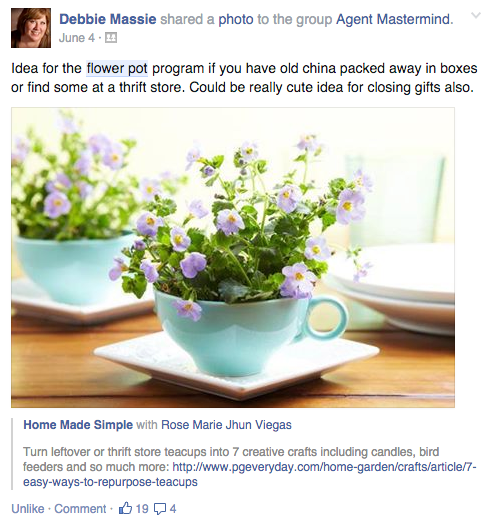 Debbie Massie shared a photo to the group Agent Mastermind.
June 4 ·
Idea for the flower pot program if you have old china packed away in boxes
or find some at a thrift store. Could be really cute idea for closing gifts also.
Home Made Simple with Rose Marie Jhun Viegas
Turn leftover or thrift store teacups into 7 creative crafts including candles, bird
feeders and so much more: http://www.pgeveryday.com/home-garden/crafts/article/7-
easy-ways-to-repurpose-teacups
Unlike · Comment · 19 4